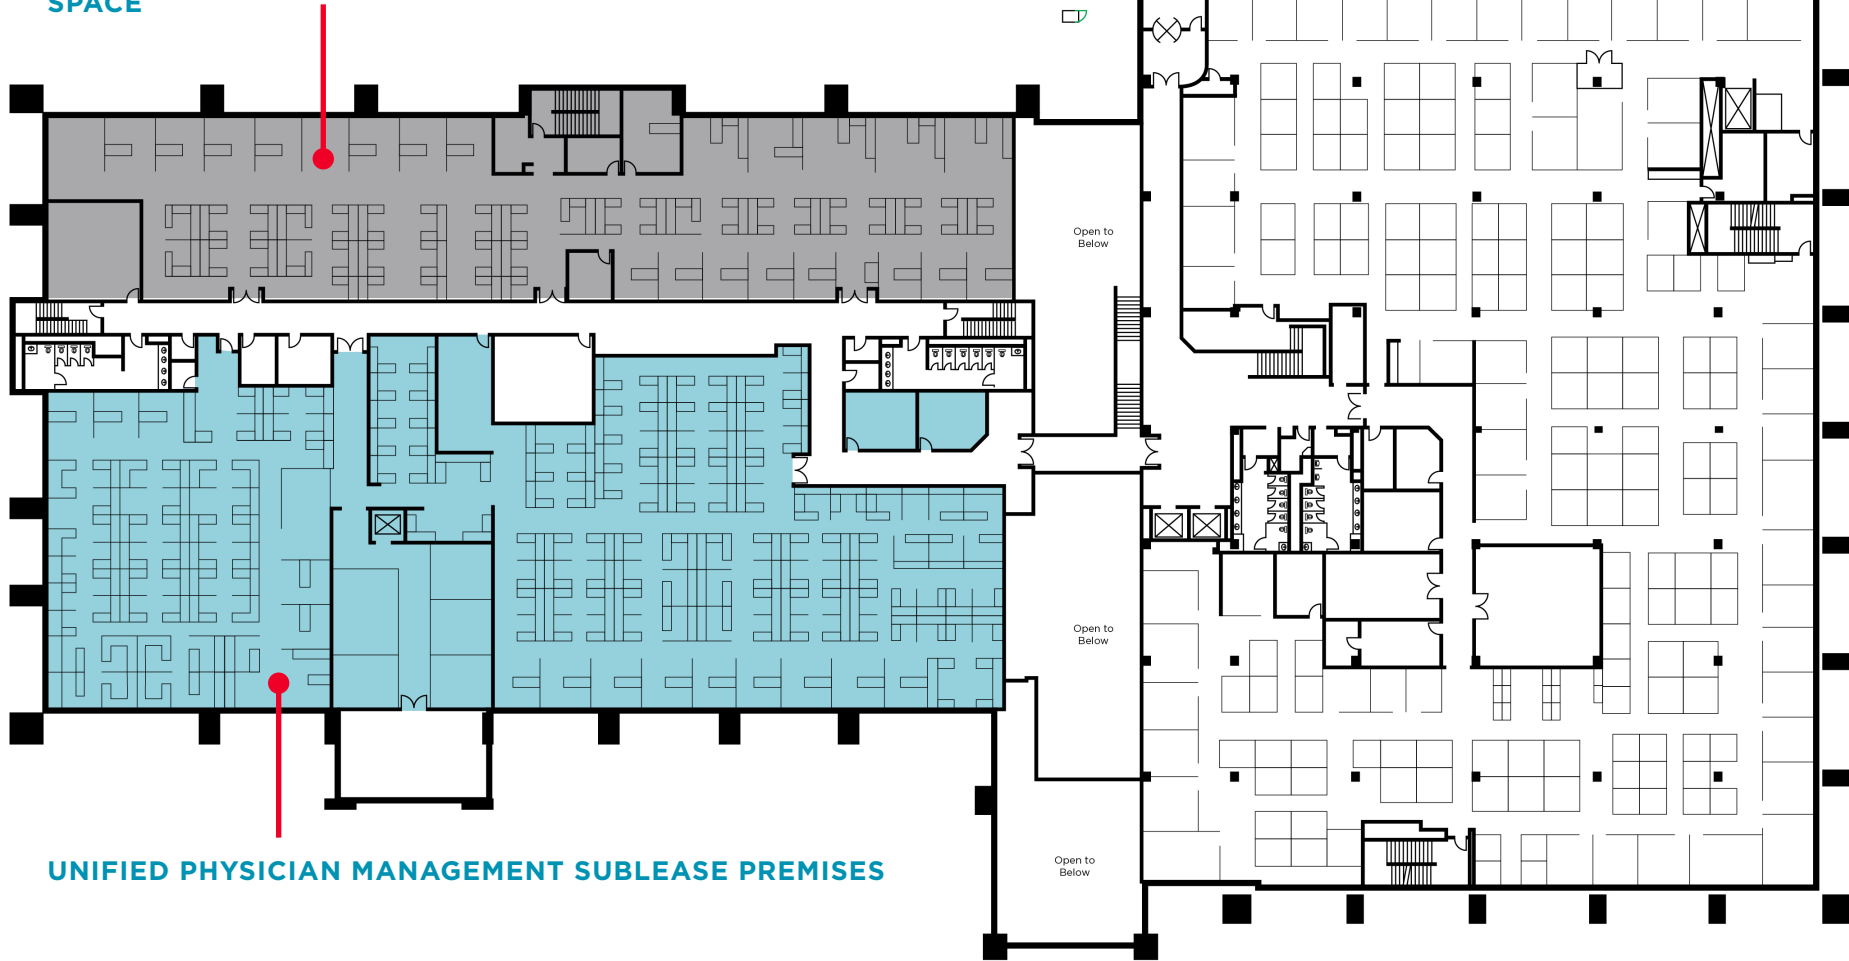 SPACE
Open to
Below
Open to
Below
Open to
Below
UNIFIED PHYSICIAN MANAGEMENT SUBLEASE PREMISES